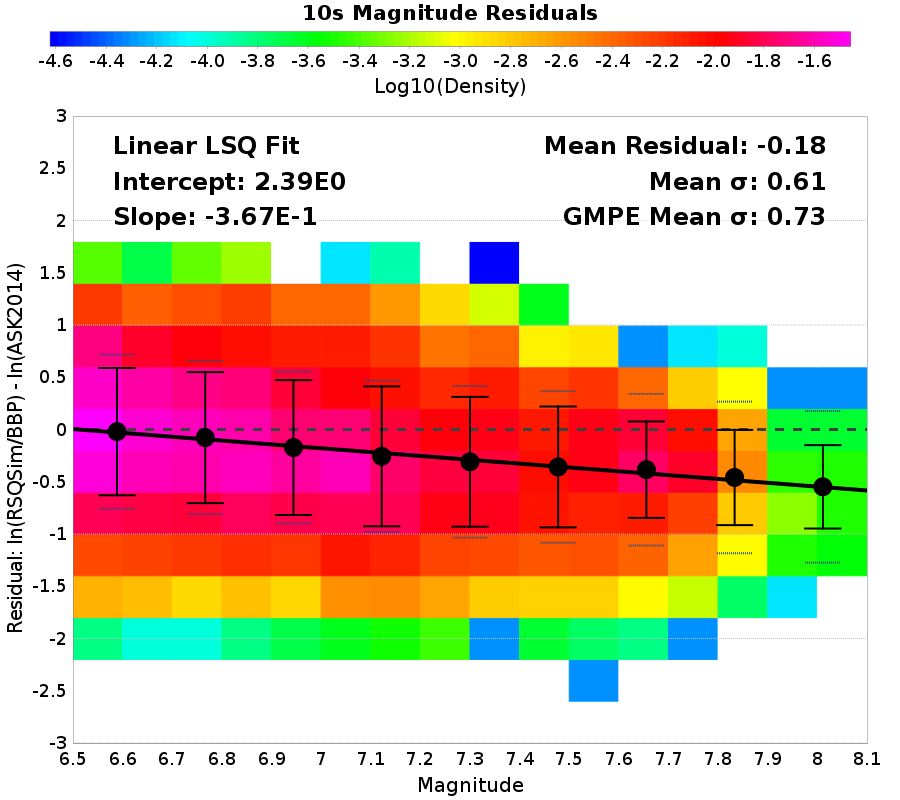 10s Magnitude Residuals
-4.6 -4.4 -4.2 -4.0 -3.8 -3.6 -3.4 -3.2 -3.0 -2.8 -2.6 -2.4 -2.2 -2.0 -1.8 -1.6
Log10(Density)
Linear LSQ Fit
Intercept: 2.39E0
Slope: -3.67E-1
Mean Residual: -0.18
Mean σ: 0.61
GMPE Mean σ: 0.73
Residual: ln(RSQSim/BBP) - ln(ASK2014)
3
2.5
2
1.5
1
0.5
0
-0.5
-1
-1.5
-2
-2.5
-3
6.5 6.6 6.7 6.8 6.9 7 7.1 7.2 7.3 7.4 7.5 7.6 7.7 7.8 7.9 8 8.1
Magnitude